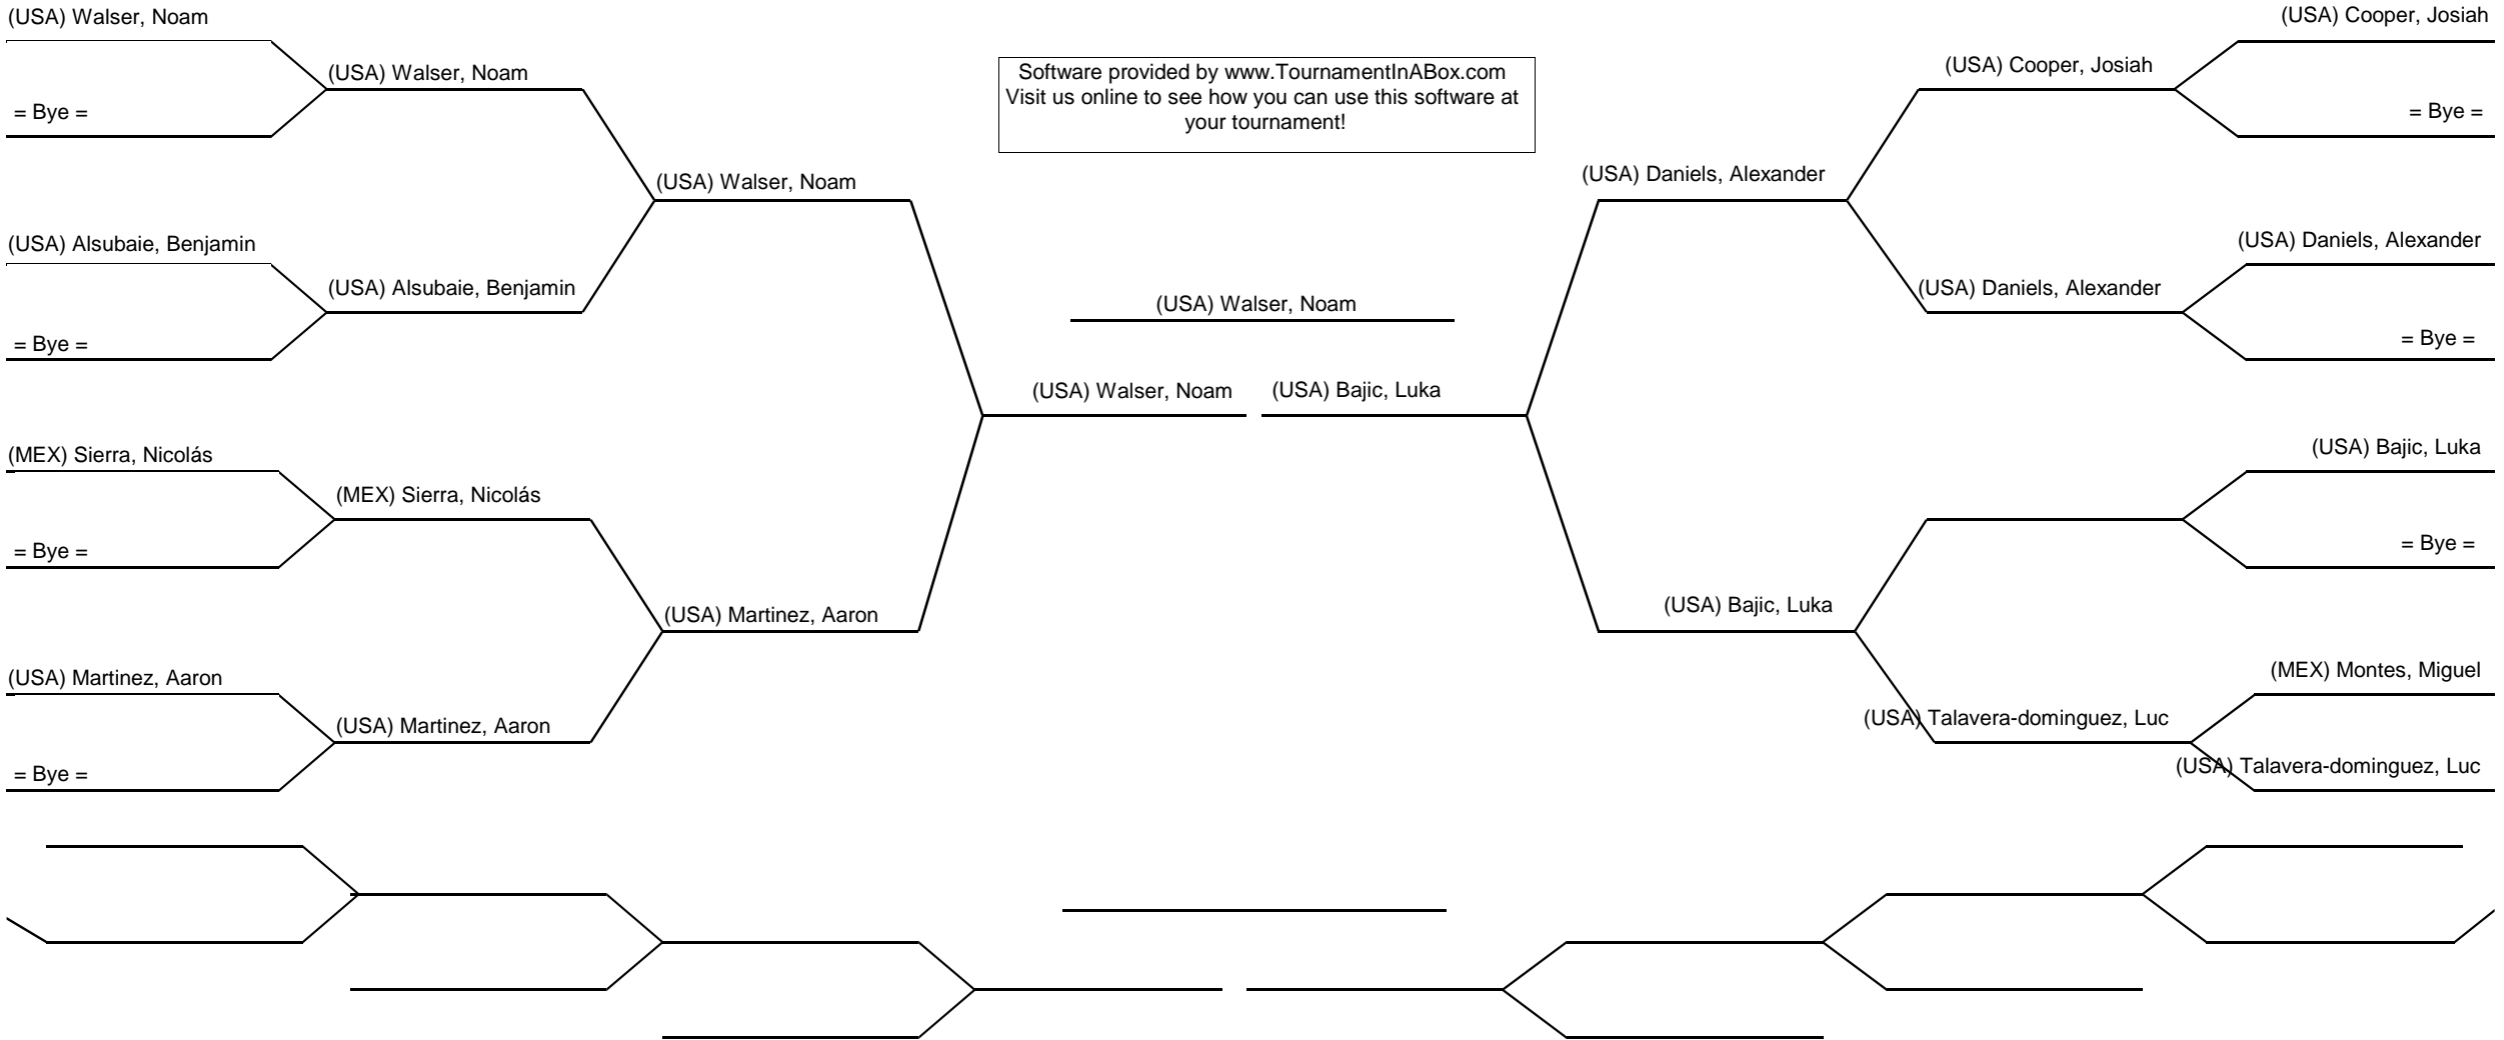 (USA) Walser, Noam
= Bye =
(USA) Alsubaie, Benjamin
= Bye =
(MEX) Sierra, Nicolás
= Bye =
(USA) Martinez, Aaron
= Bye =
(USA) Walser, Noam
(USA) Alsubaie, Benjamin
(MEX) Sierra, Nicolás
(USA) Martinez, Aaron
(USA) Walser, Noam
(USA) Martinez, Aaron
Software provided by www.TournamentInABox.com
Visit us online to see how you can use this software at
your tournament!
(USA) Walser, Noam
(USA) Walser, Noam
(USA) Bajic, Luka
(USA) Daniels, Alexander
(USA) Bajic, Luka
(USA) Cooper, Josiah
(USA) Daniels, Alexander
(USA) Talavera-dominguez, Luc
(USA) Cooper, Josiah
= Bye =
(USA) Daniels, Alexander
= Bye =
(USA) Bajic, Luka
= Bye =
(MEX) Montes, Miguel
(USA) Talavera-dominguez, Luc